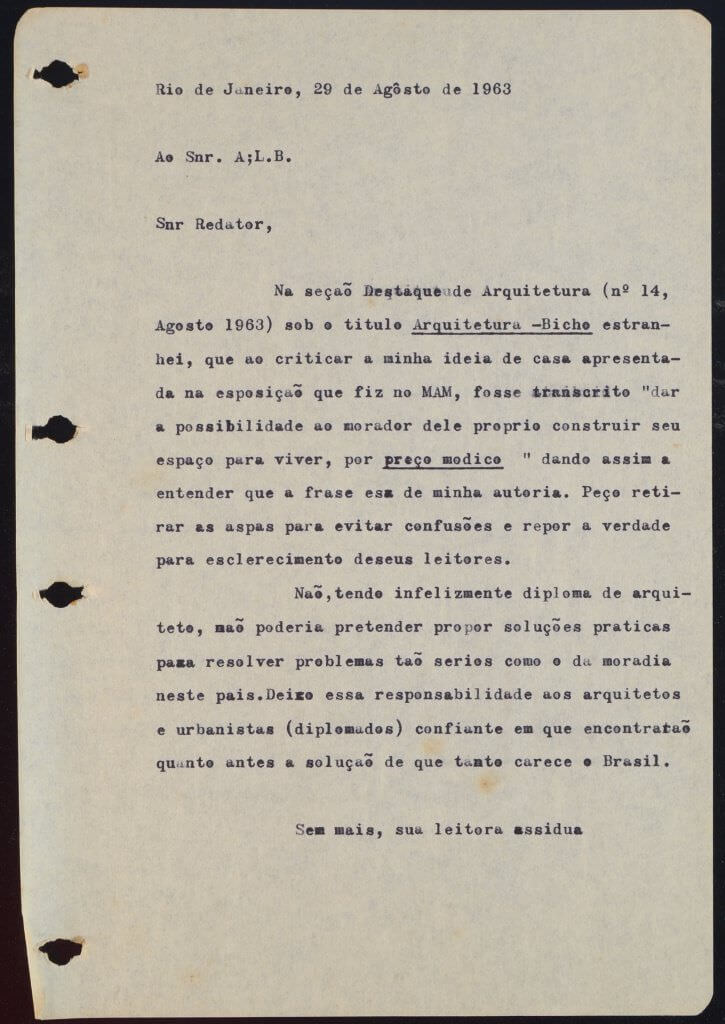 Rio de Janeiro, 29 de Agôsto de 1963
Ao Snr. A;L.B.
Snr Redator,
Na seçaõ Destaque de Arquitetura (nº 14,
Agosto 1963) sob o titulo Arquitetura -Bicho estran-
hei, que ao criticar a minha ideia de casa apresenta-
da na esposiçaõ que fiz no MAM, fosse transcrito "dar
a possibilidade ao morador dele proprio construir seu
espaço para viver, por preço modico " dando assim a
entender que a frase esa de minha autoria. Peço reti-
rar as aspas para evitar confusões e repor a verdade
para esclerecimento deseus leitores.
Naõ,tendo infelizmente diploma de arqui-
teto, naõ poderia pretender propor soluções praticas
para resolver problemas taõ serios como o da moradia
neste pais.Deixo essa responsabilidade aos arquitetos
e urbanistas (diplomados) confiante em que encontrataõ
quanto antes a soluçaõ de que tanto carece o Brasil.
Sem mais, sua leitora assidua